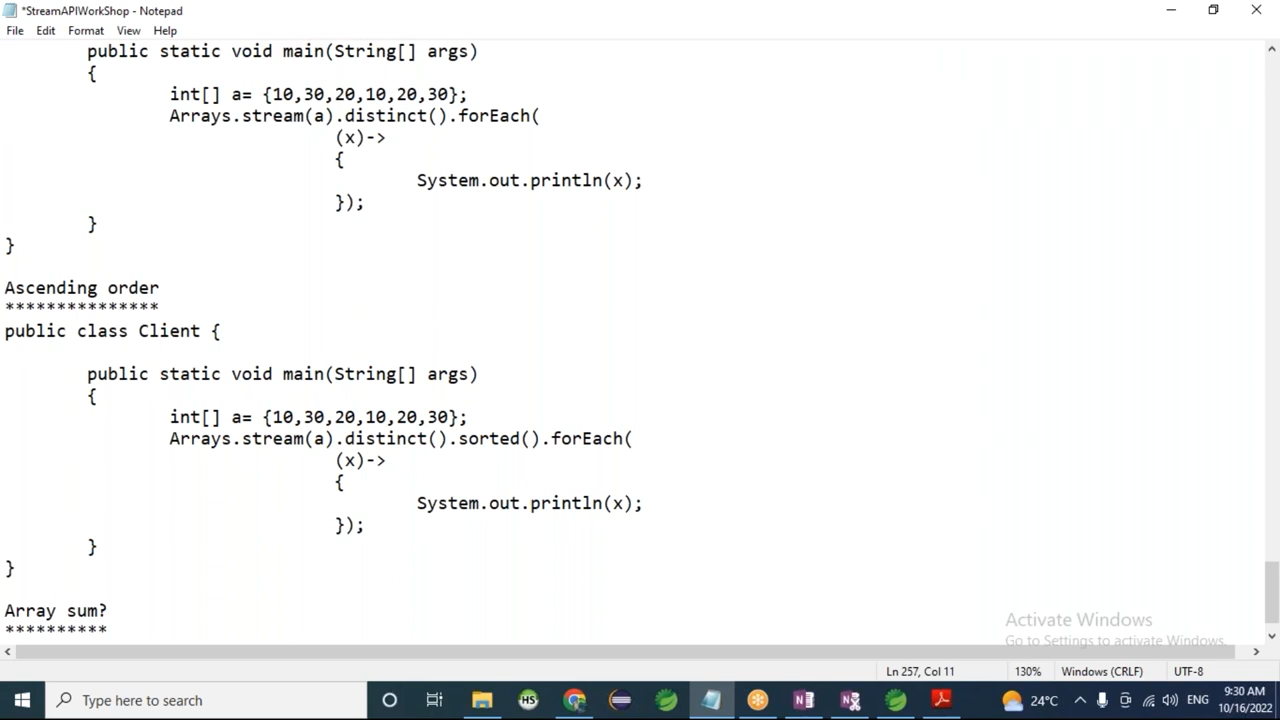 *StreamAPIWorkShop - Notepad
File Edit Format View Help
public static void main(String[] args)
{
int[] a= {10,30,20,10,20,30};
Arrays.stream(a).distinct().forEach(
(x)->
{
System.out.println(x);
});
}
}
Ascending order
***************
public class Client {
public static void main(String[] args)
{
int[] a= {10,30,20,10,20,30};
Arrays.stream(a).distinct().sorted().forEach(
(x)->
{
System.out.println(x);
});
}
}
Array sum?
**********
Activate Windows
Go to Settings to activate Windows.
Ln 257, Col 11 130% Windows (CRLF) UTF-8
Type here to search HS 24°C ENG 9:30 AM
10/16/2022